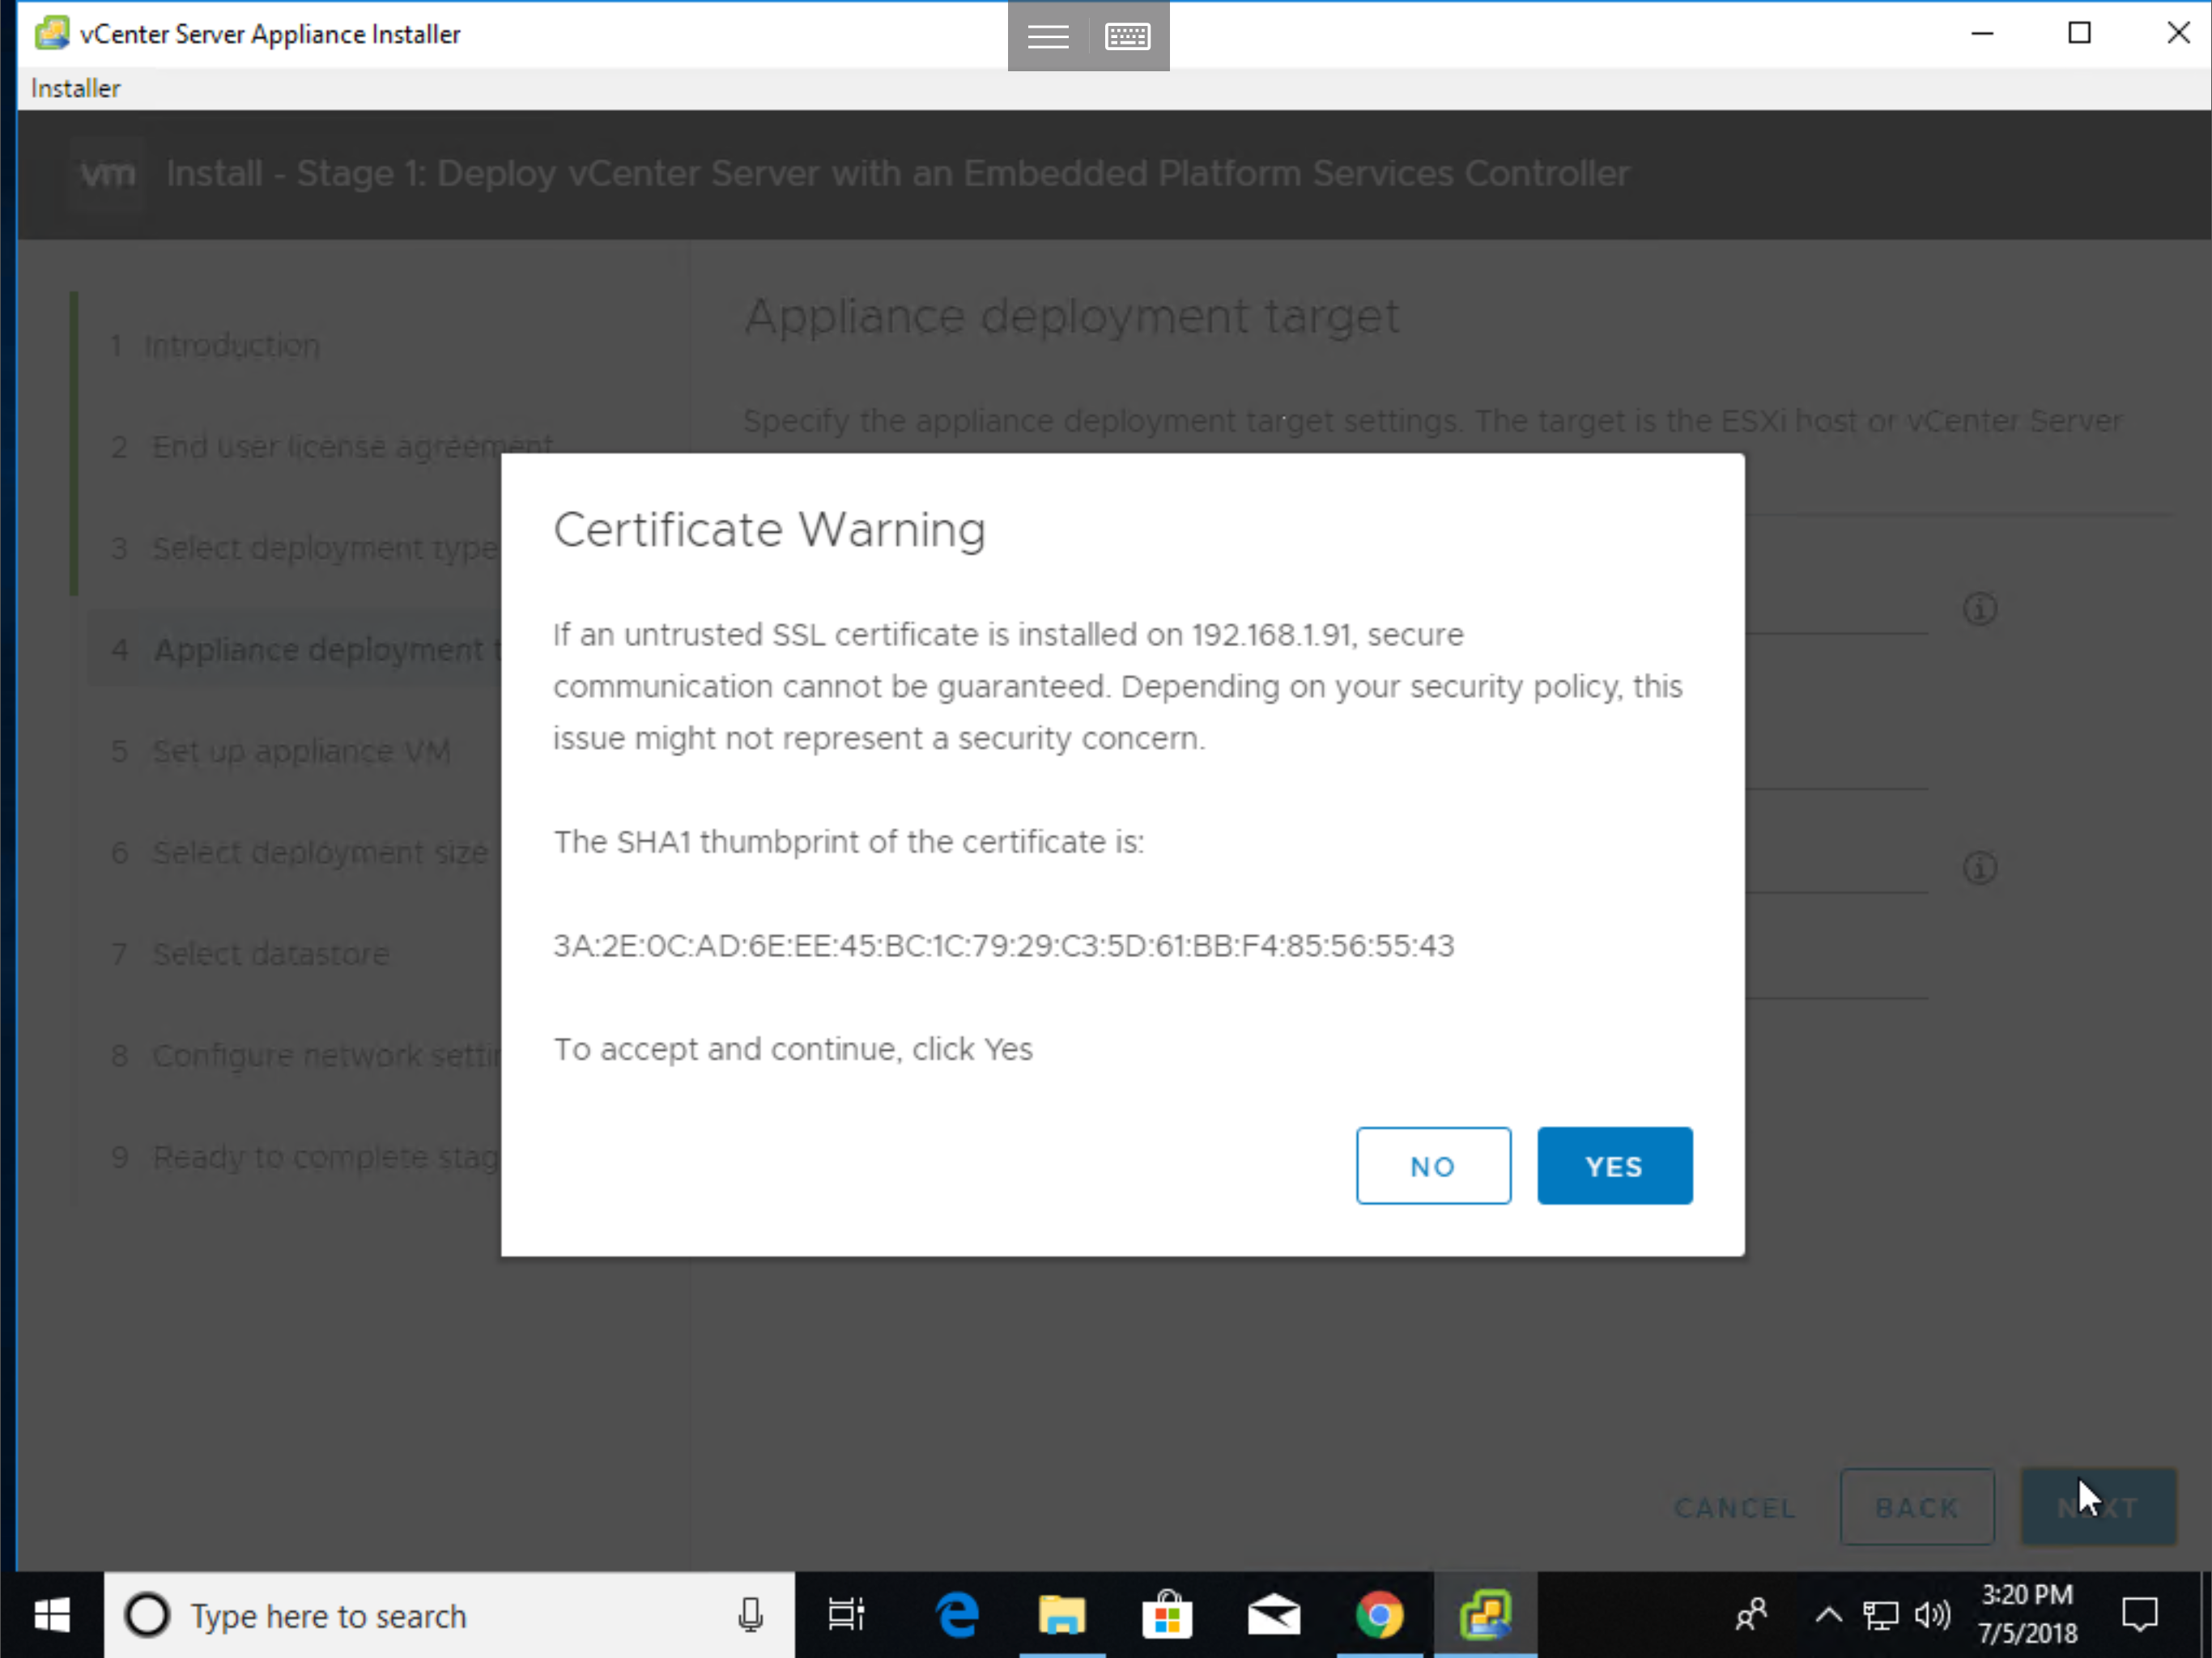 vCenter Server Appliance Installer
Installer
vm Install - Stage 1: Deploy vCenter Server with an Embedded Platform Services Controller
1 Introduction
2 End user license agreement
3 Select deployment type
4 Appliance deployment t
5 Set up appliance VM
6 Select deployment size
7 Select datastore
8 Configure network settin
9 Ready to complete stag
Appliance deployment target
Specify the appliance deployment target settings. The target is the ESXi host or vCenter Server
Certificate Warning
If an untrusted SSL certificate is installed on 192.168.1.91, secure
communication cannot be guaranteed. Depending on your security policy, this
issue might not represent a security concern.
The SHA1 thumbprint of the certificate is:
3A:2E:0C:AD:6E:EE:45:BC:1C:79:29:C3:5D:61:BB:F4:85:56:55:43
To accept and continue, click Yes
NO YES
CANCEL BACK NEXT
Type here to search
3:20 PM
7/5/2018